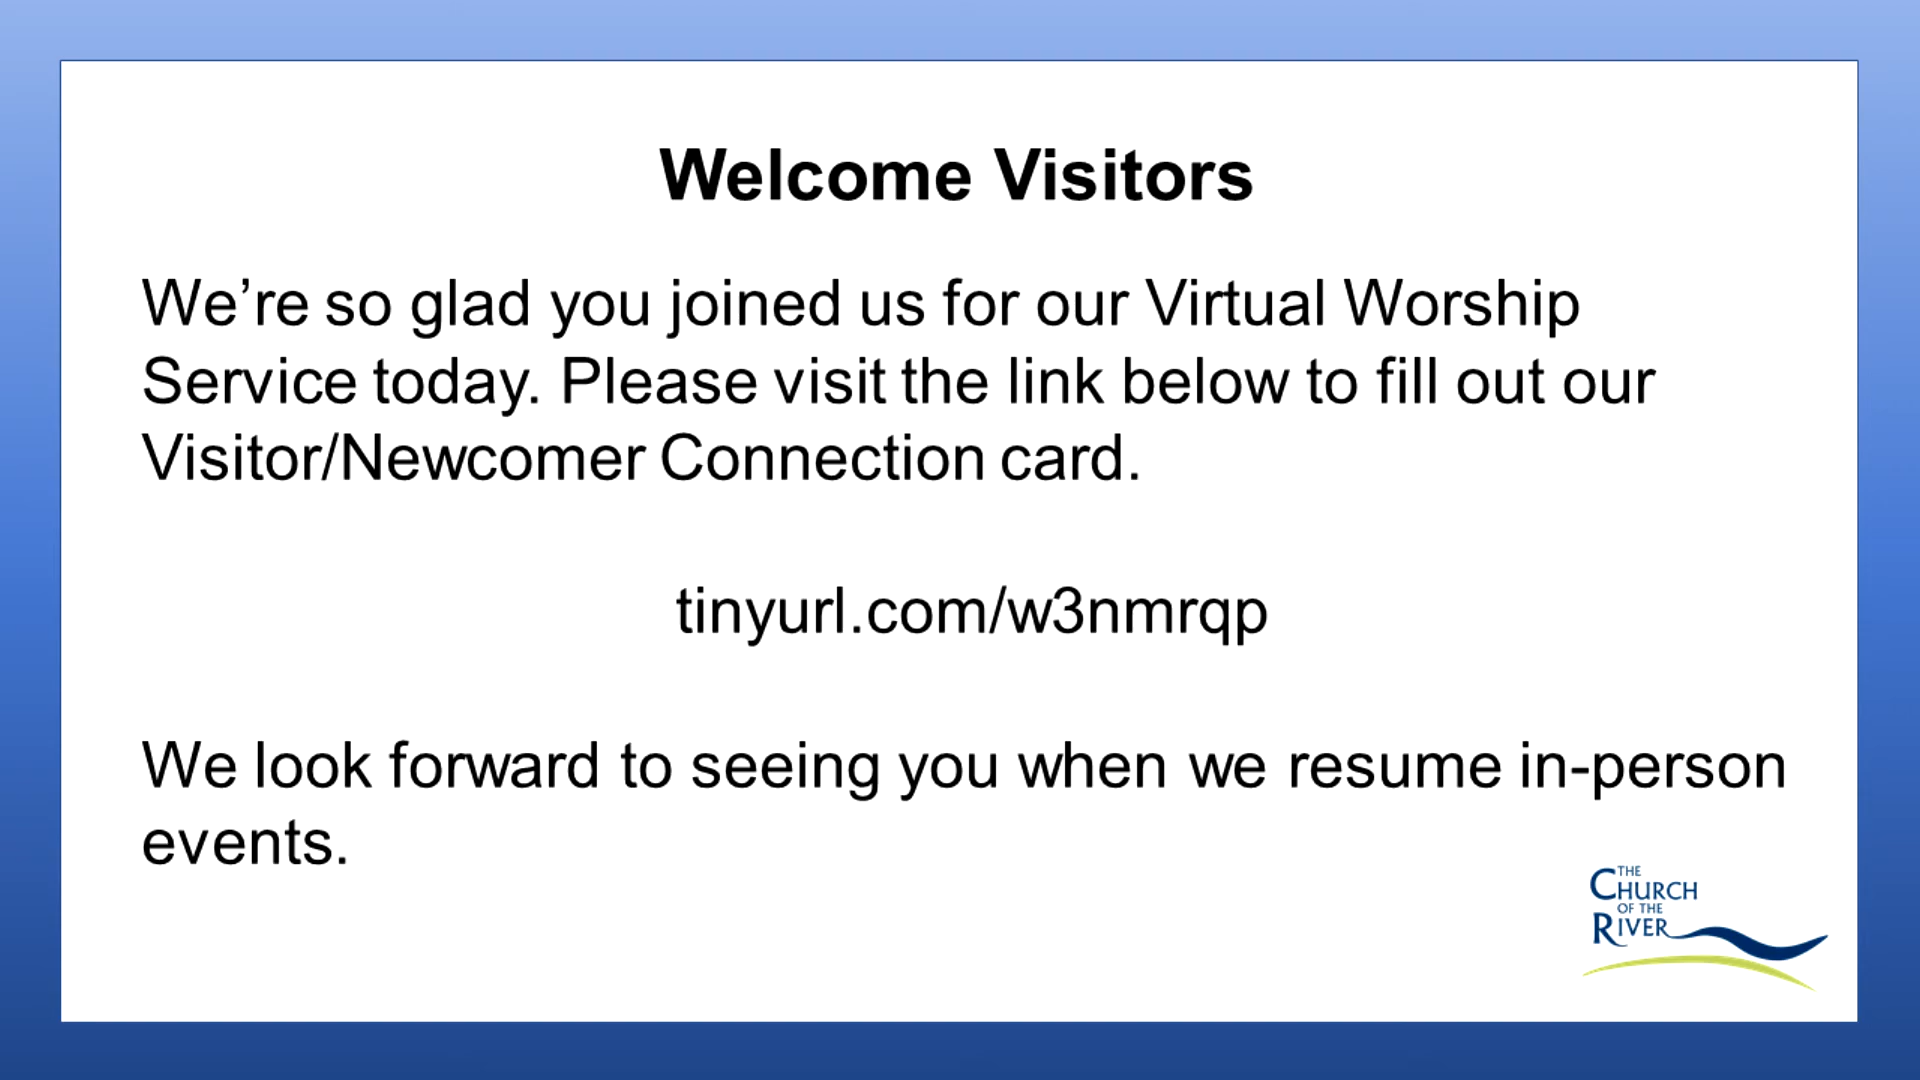 Welcome Visitors
We’re so glad you joined us for our Virtual Worship
Service today. Please visit the link below to fill out our
Visitor/Newcomer Connection card.
tinyurl.com/w3nmrqp
We look forward to seeing you when we resume in-person
events.
THE
CHURCH
OF THE
RIVER